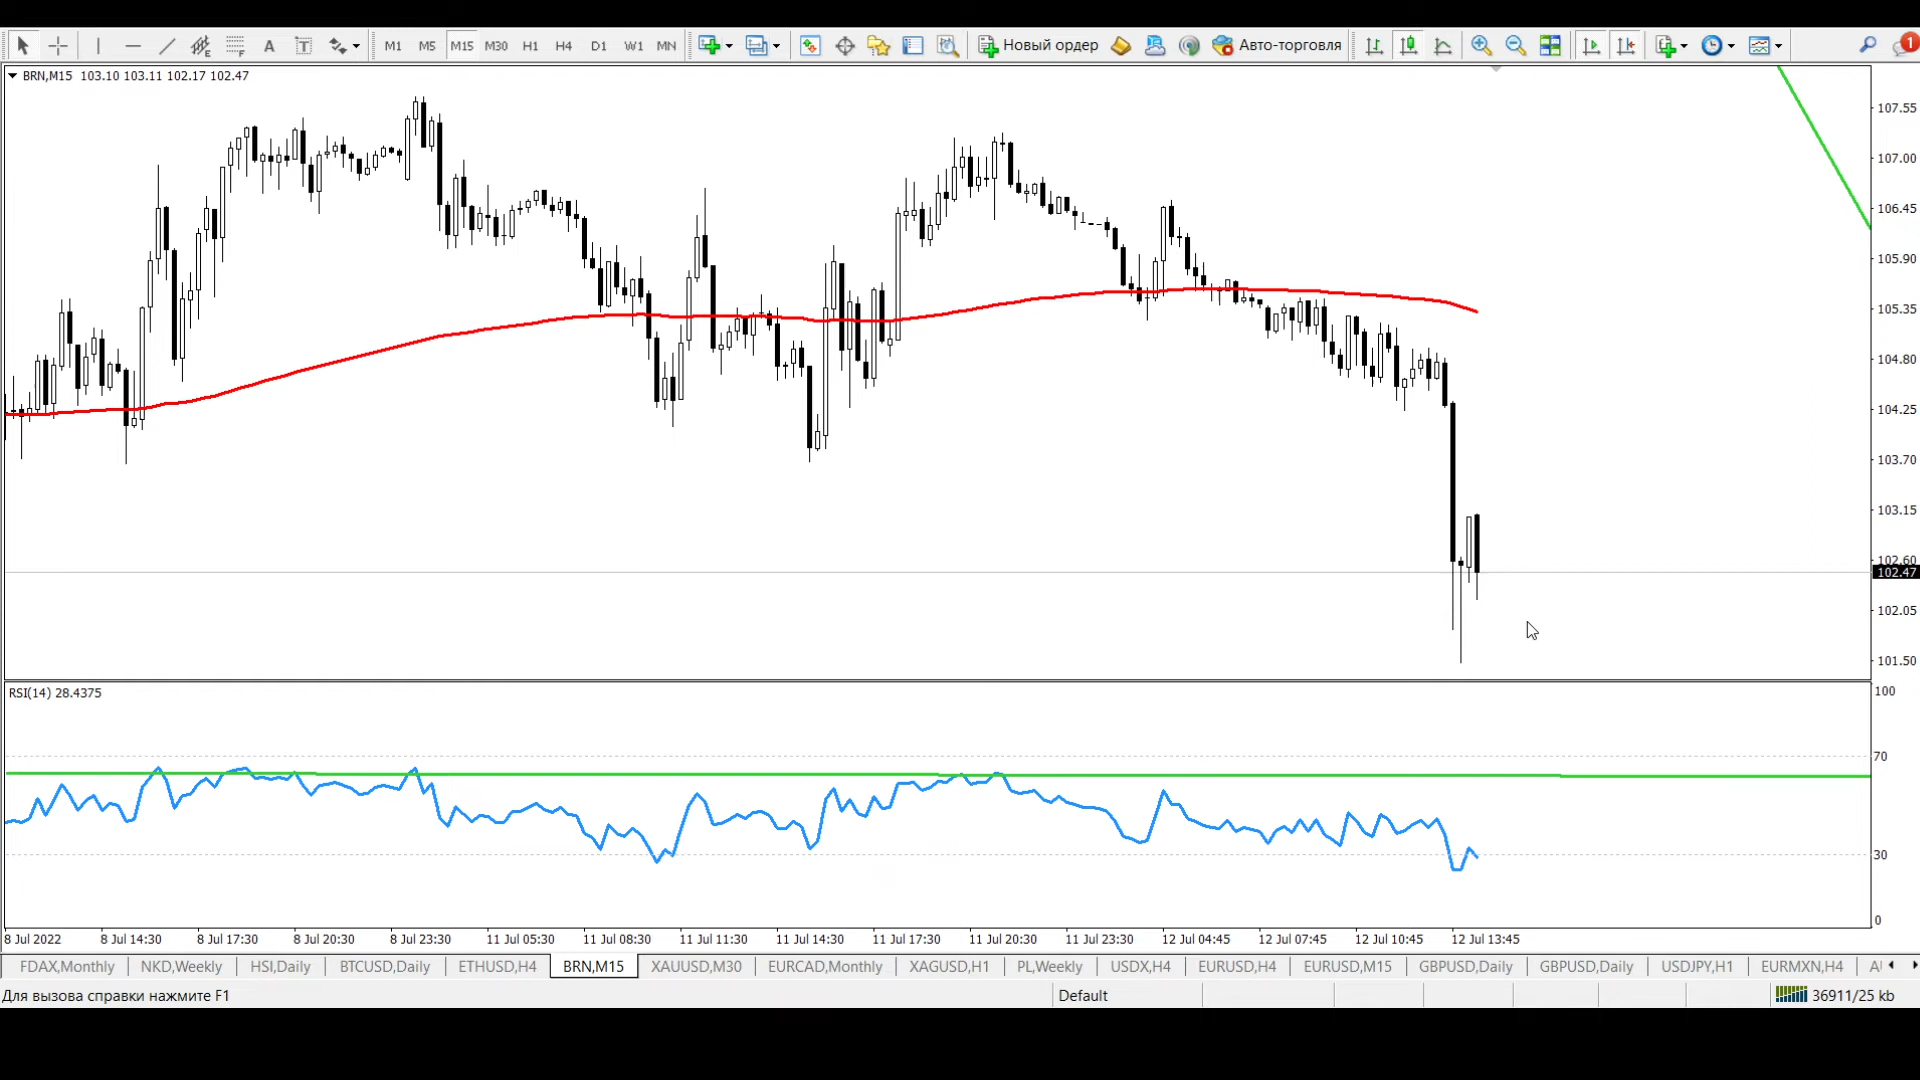 A T M1 M5 M15 M30 H1 H4 D1 W1 MN Новый ордер Авто-торговля 1
BRN,M15 103.10 103.11 102.17 102.47
107.55
107.00
106.45
105.90
105.35
104.80
104.25
103.70
103.15
102.60
102.47
102.05
101.50
RSI(14) 28.4375
100
70
30
0
8 Jul 2022 8 Jul 14:30 8 Jul 17:30 8 Jul 20:30 8 Jul 23:30 11 Jul 05:30 11 Jul 08:30 11 Jul 11:30 11 Jul 14:30 11 Jul 17:30 11 Jul 20:30 11 Jul 23:30 12 Jul 04:45 12 Jul 07:45 12 Jul 10:45 12 Jul 13:45
FDAX,Monthly NKD,Weekly HSI,Daily BTCUSD,Daily ETHUSD,H4 BRN,M15 XAUUSD,M30 EURCAD,Monthly XAGUSD,H1 PL,Weekly USDX,H4 EURUSD,H4 EURUSD,M15 GBPUSD,Daily GBPUSD,Daily USDJPY,H1 EURMXN,H4
Для вызова справки нажмите F1 Default 36911/25 kb